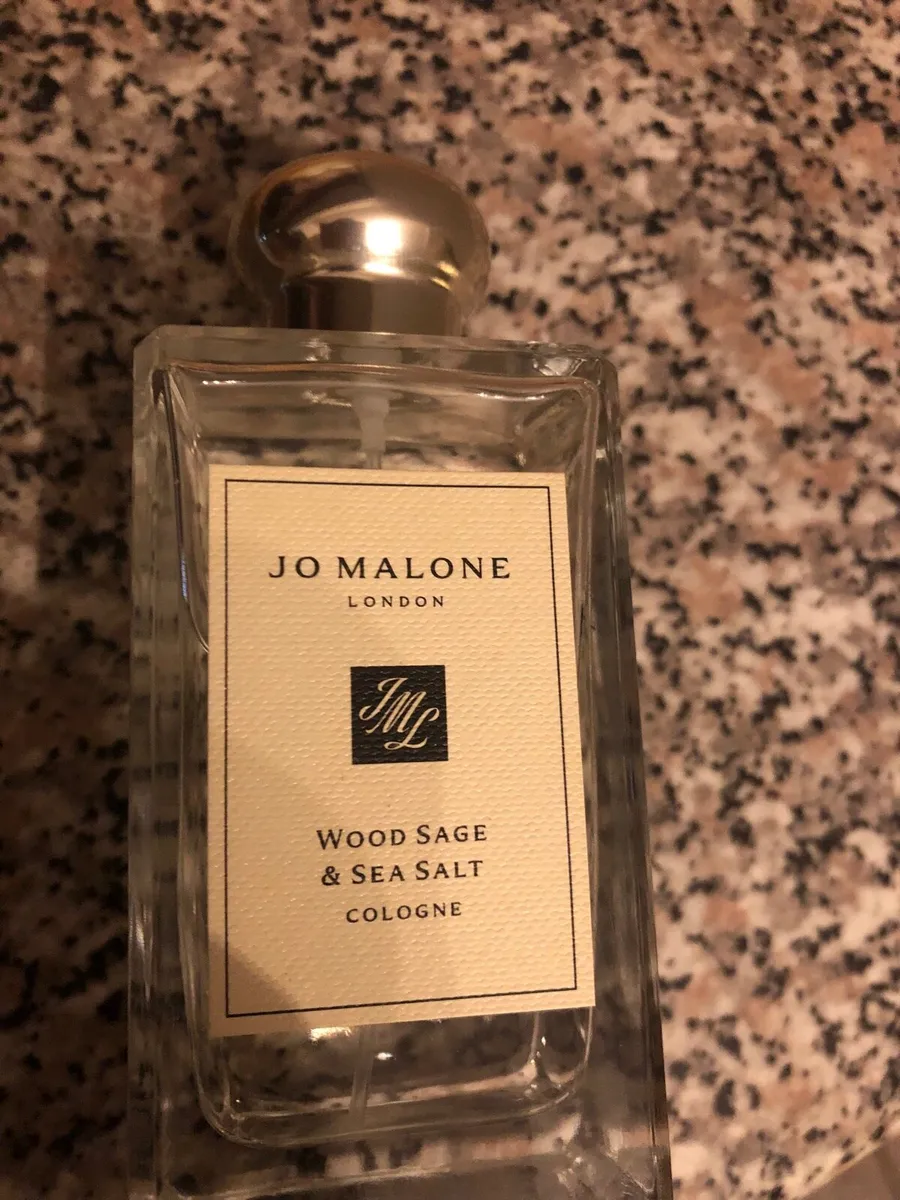 JO MALONE
LONDON
JML
WOOD SAGE
& SEA SALT
COLOGNE